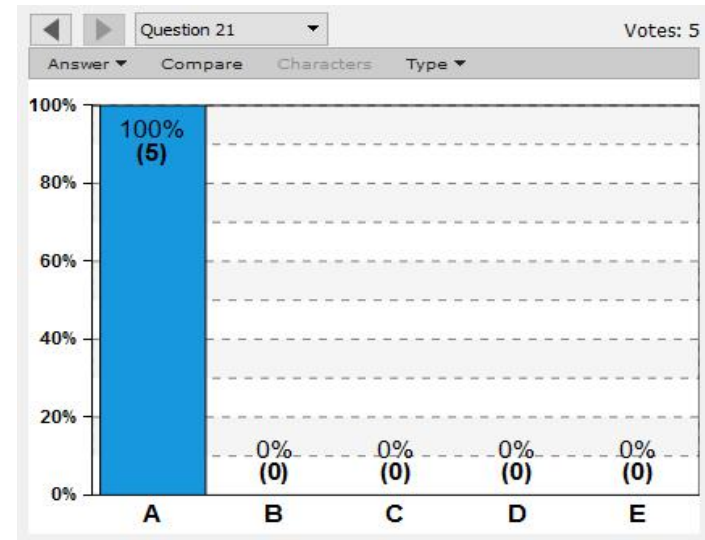 Question 21 Votes: 5
Answer Compare Characters Type
100%
100%
(5)
80%
60%
40%
20%
0% 0% 0% 0%
(0) (0) (0) (0)
0%
A B C D E